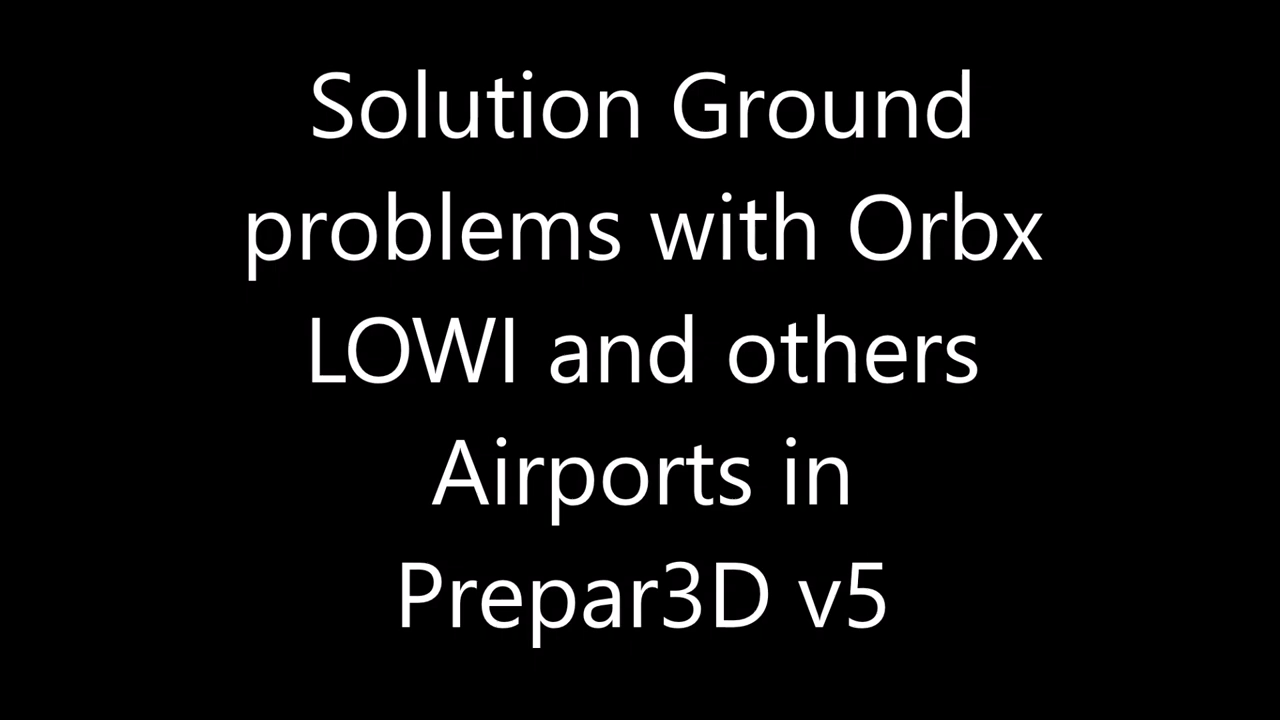 Solution Ground
problems with Orbx
LOWI and others
Airports in
Prepar3D v5